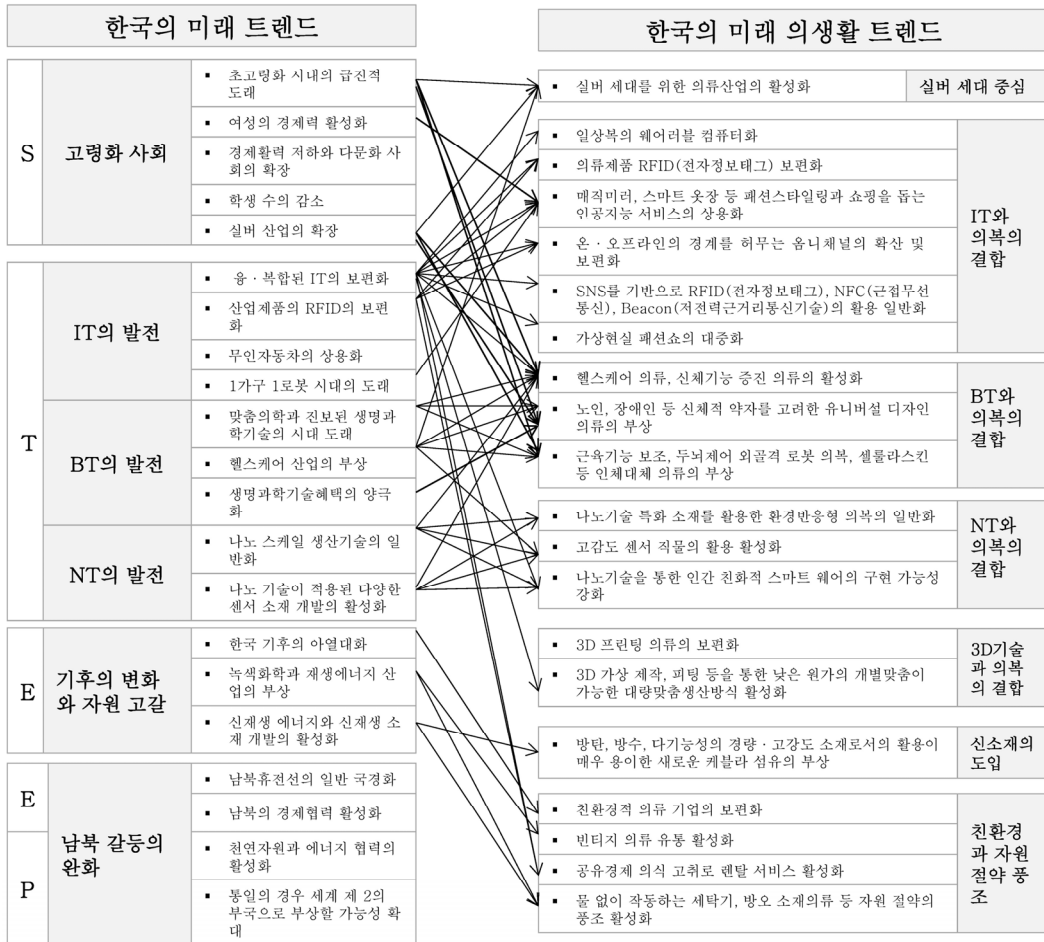 한국의 미래 트렌드
S
고령화 사회
▪ 초고령화 시내의 급진적
도래
▪ 여성의 경제력 활성화
▪ 경제활력 저하와 다문화 사
회의 확장
▪ 학생 수의 감소
▪ 실버 산업의 확장
T
IT의 발전
▪ 융·복합된 IT의 보편화
▪ 산업제품의 RFID의 보편
화
▪ 무인자동차의 상용화
▪ 1가구 1로봇 시대의 도래
BT의 발전
▪ 맞춤의학과 진보된 생명과
학기술의 시대 도래
▪ 헬스케어 산업의 부상
▪ 생명과학기술혜택의 양극
화
NT의 발전
▪ 나노 스케일 생산기술의 일
반화
▪ 나노 기술이 적용된 다양한
센서 소재 개발의 활성화
E
기후의 변화
와 자원 고갈
▪ 한국 기후의 아열대화
▪ 녹색화학과 재생에너지 산
업의 부상
▪ 신재생 에너지와 신재생 소
재 개발의 활성화
E
P
남북 갈등의
완화
▪ 남북휴전선의 일반 국경화
▪ 남북의 경제협력 활성화
▪ 천연자원과 에너지 협력의
활성화
▪ 통일의 경우 세계 제 2의
부국으로 부상할 가능성 확
대
한국의 미래 의생활 트렌드
▪ 실버 세대를 위한 의류산업의 활성화
실버 세대 중심
▪ 일상복의 웨어러블 컴퓨터화
▪ 의류제품 RFID(전자정보태그) 보편화
▪ 매직미러, 스마트 옷장 등 패션스타일링과 쇼핑을 돕는
인공지능 서비스의 상용화
▪ 온·오프라인의 경계를 허무는 옴니채널의 확산 및
보편화
▪ SNS를 기반으로 RFID(전자정보태그), NFC(근접무선
통신), Beacon(저전력근거리통신기술)의 활용 일반화
▪ 가상현실 패션쇼의 대중화
IT와
의복의
결합
▪ 헬스케어 의류, 신체기능 증진 의류의 활성화
▪ 노인, 장애인 등 신체적 약자를 고려한 유니버설 디자인
의류의 부상
▪ 근육기능 보조, 두뇌제어 외골격 로봇 의복, 셀룰라스킨
등 인체대체 의류의 부상
BT와
의복의
결합
▪ 나노기술 특화 소재를 활용한 환경반응형 의복의 일반화
▪ 고감도 센서 직물의 활용 활성화
▪ 나노기술을 통한 인간 친화적 스마트 웨어의 구현 가능성
강화
NT와
의복의
결합
▪ 3D 프린팅 의류의 보편화
▪ 3D 가상 제작, 피팅 등을 통한 낮은 원가의 개별맞춤이
가능한 대량맞춤생산방식 활성화
3D기술
과 의복
의 결합
▪ 방탄, 방수, 다기능성의 경량·고강도 소재로서의 활용이
매우 용이한 새로운 케블라 섬유의 부상
신소재의
도입
▪ 친환경적 의류 기업의 보편화
▪ 빈티지 의류 유통 활성화
▪ 공유경제 의식 고취로 렌탈 서비스 활성화
▪ 물 없이 작동하는 세탁기, 방오 소재의류 등 자원 절약의
풍조 활성화
친환경
과 자원
절약 풍
조